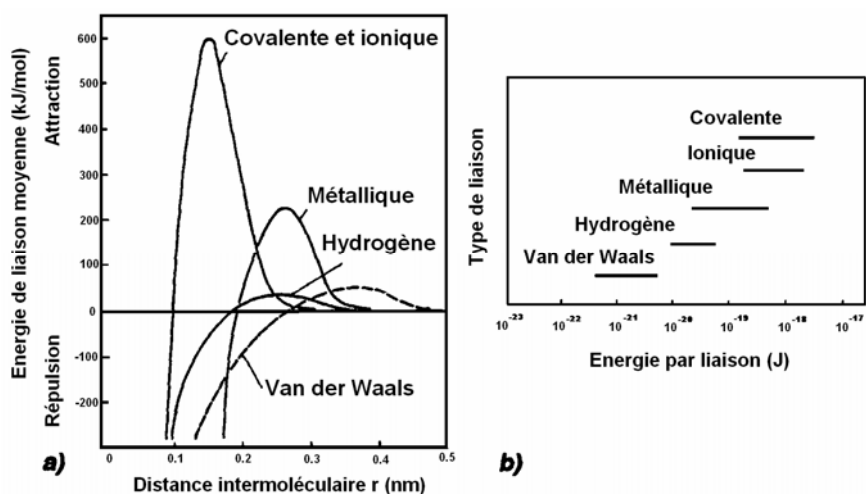 Energie de liaison moyenne (kJ/mol)
Répulsion
Attraction
600
500
400
300
200
100
0
-100
-200
Covalente et ionique
Métallique
Hydrogène
Van der Waals
0
0.1
0.2
0.3
0.4
0.5
a)
Distance intermoléculaire r (nm)
Type de liaison
Covalente
Ionique
Métallique
Hydrogène
Van der Waals
10⁻²³
10⁻²²
10⁻²¹
10⁻²⁰
10⁻¹⁹
10⁻¹⁸
10⁻¹⁷
Energie par liaison (J)
b)